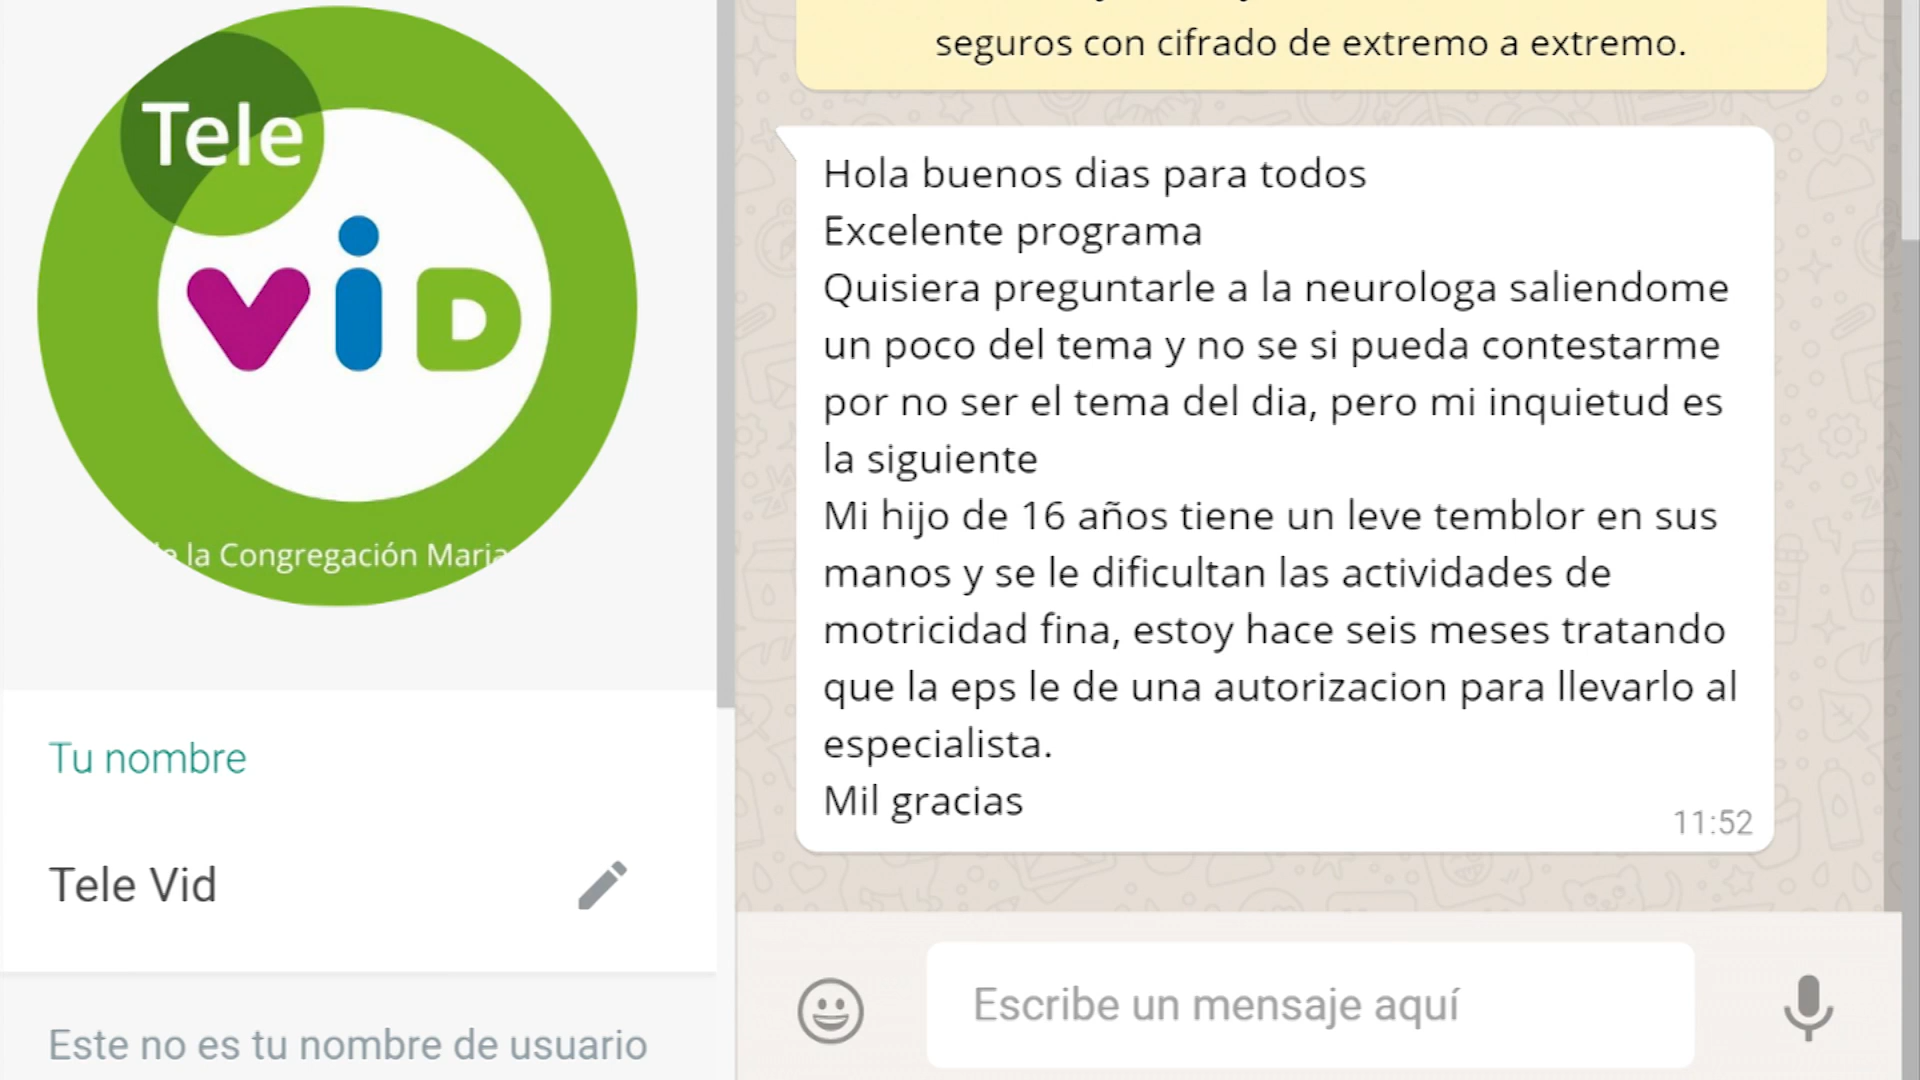 Tele
viD
la Congregación Maria
Tu nombre
Tele Vid
Este no es tu nombre de usuario
seguros con cifrado de extremo a extremo.
Hola buenos dias para todos
Excelente programa
Quisiera preguntarle a la neurologa saliendome
un poco del tema y no se si pueda contestarme
por no ser el tema del dia, pero mi inquietud es
la siguiente
Mi hijo de 16 años tiene un leve temblor en sus
manos y se le dificultan las actividades de
motricidad fina, estoy hace seis meses tratando
que la eps le de una autorizacion para llevarlo al
especialista.
Mil gracias
11:52
Escribe un mensaje aquí